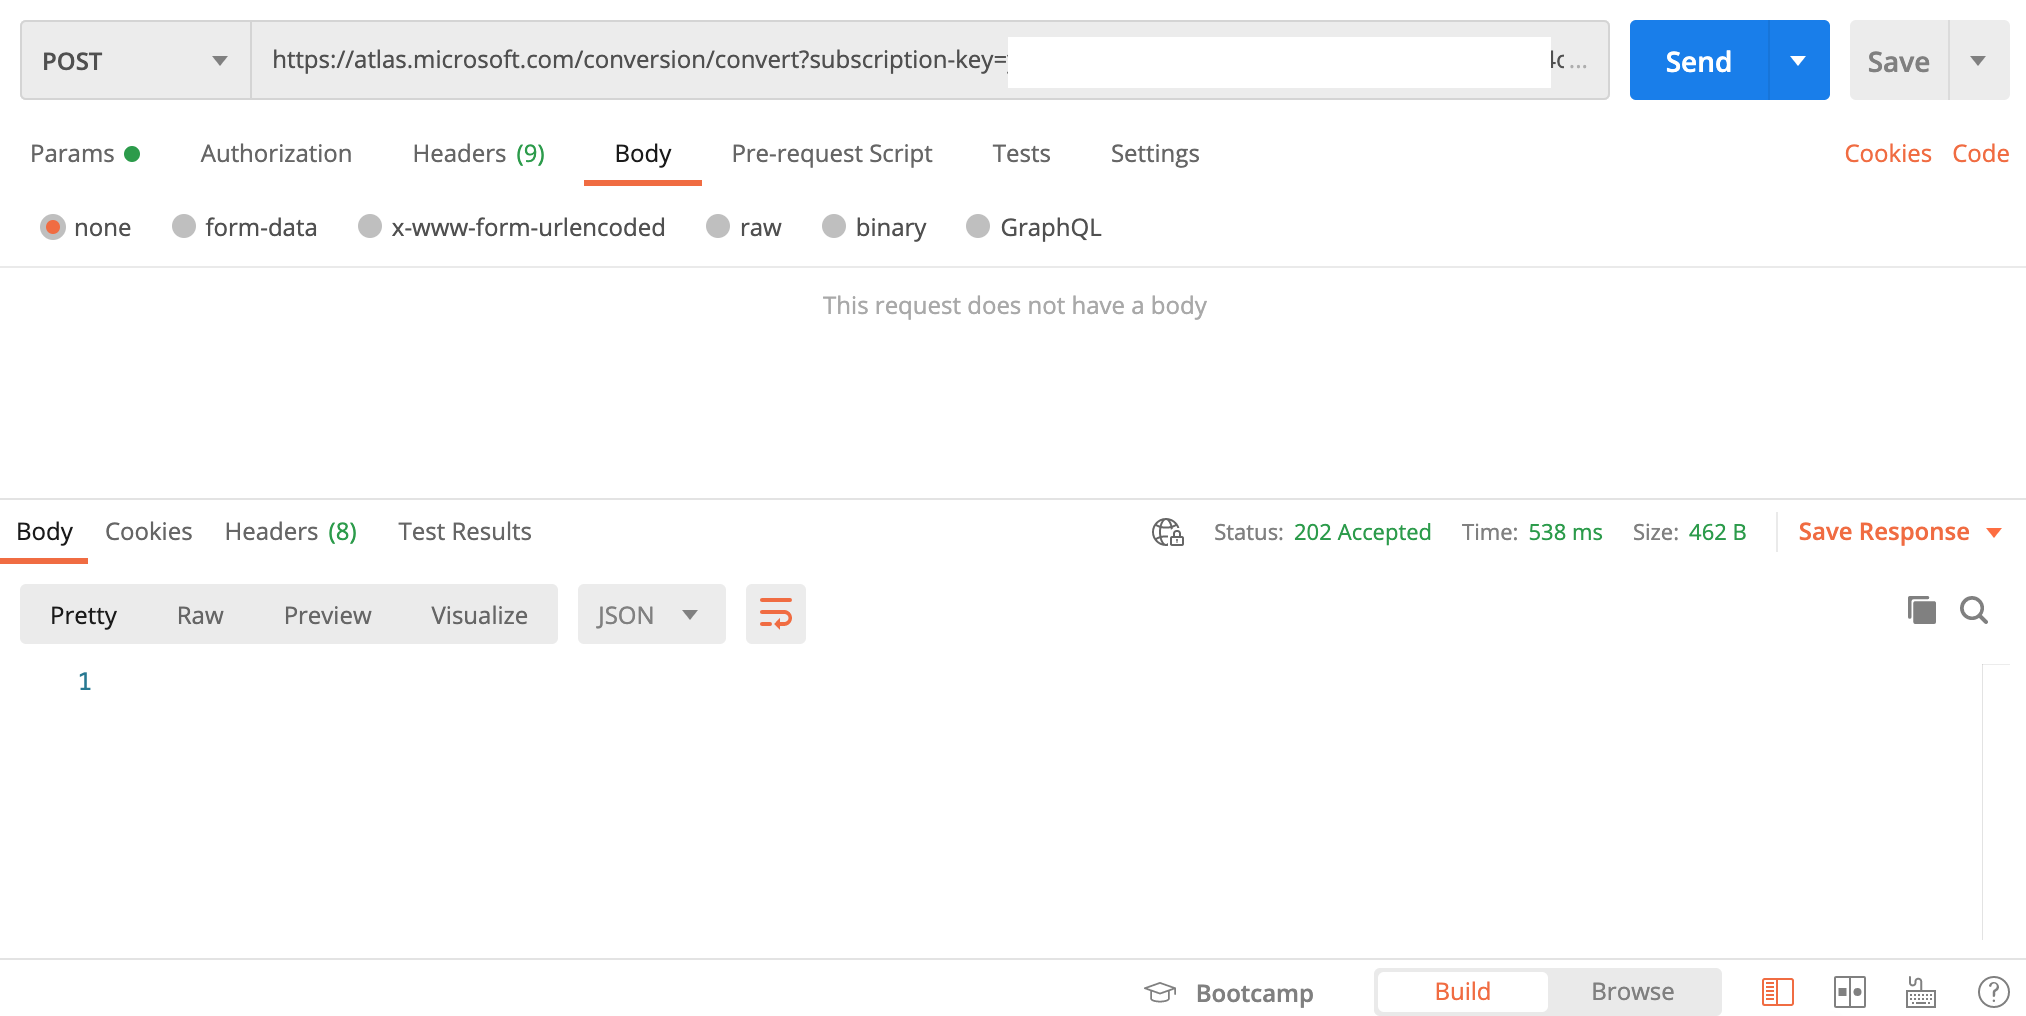 POST https://atlas.microsoft.com/conversion/convert?subscription-key= ... Send Save
Params Authorization Headers (9) Body Pre-request Script Tests Settings Cookies Code
none form-data x-www-form-urlencoded raw binary GraphQL
This request does not have a body
Body Cookies Headers (8) Test Results Status: 202 Accepted Time: 538 ms Size: 462 B Save Response
Pretty Raw Preview Visualize JSON
1
Bootcamp Build Browse ?